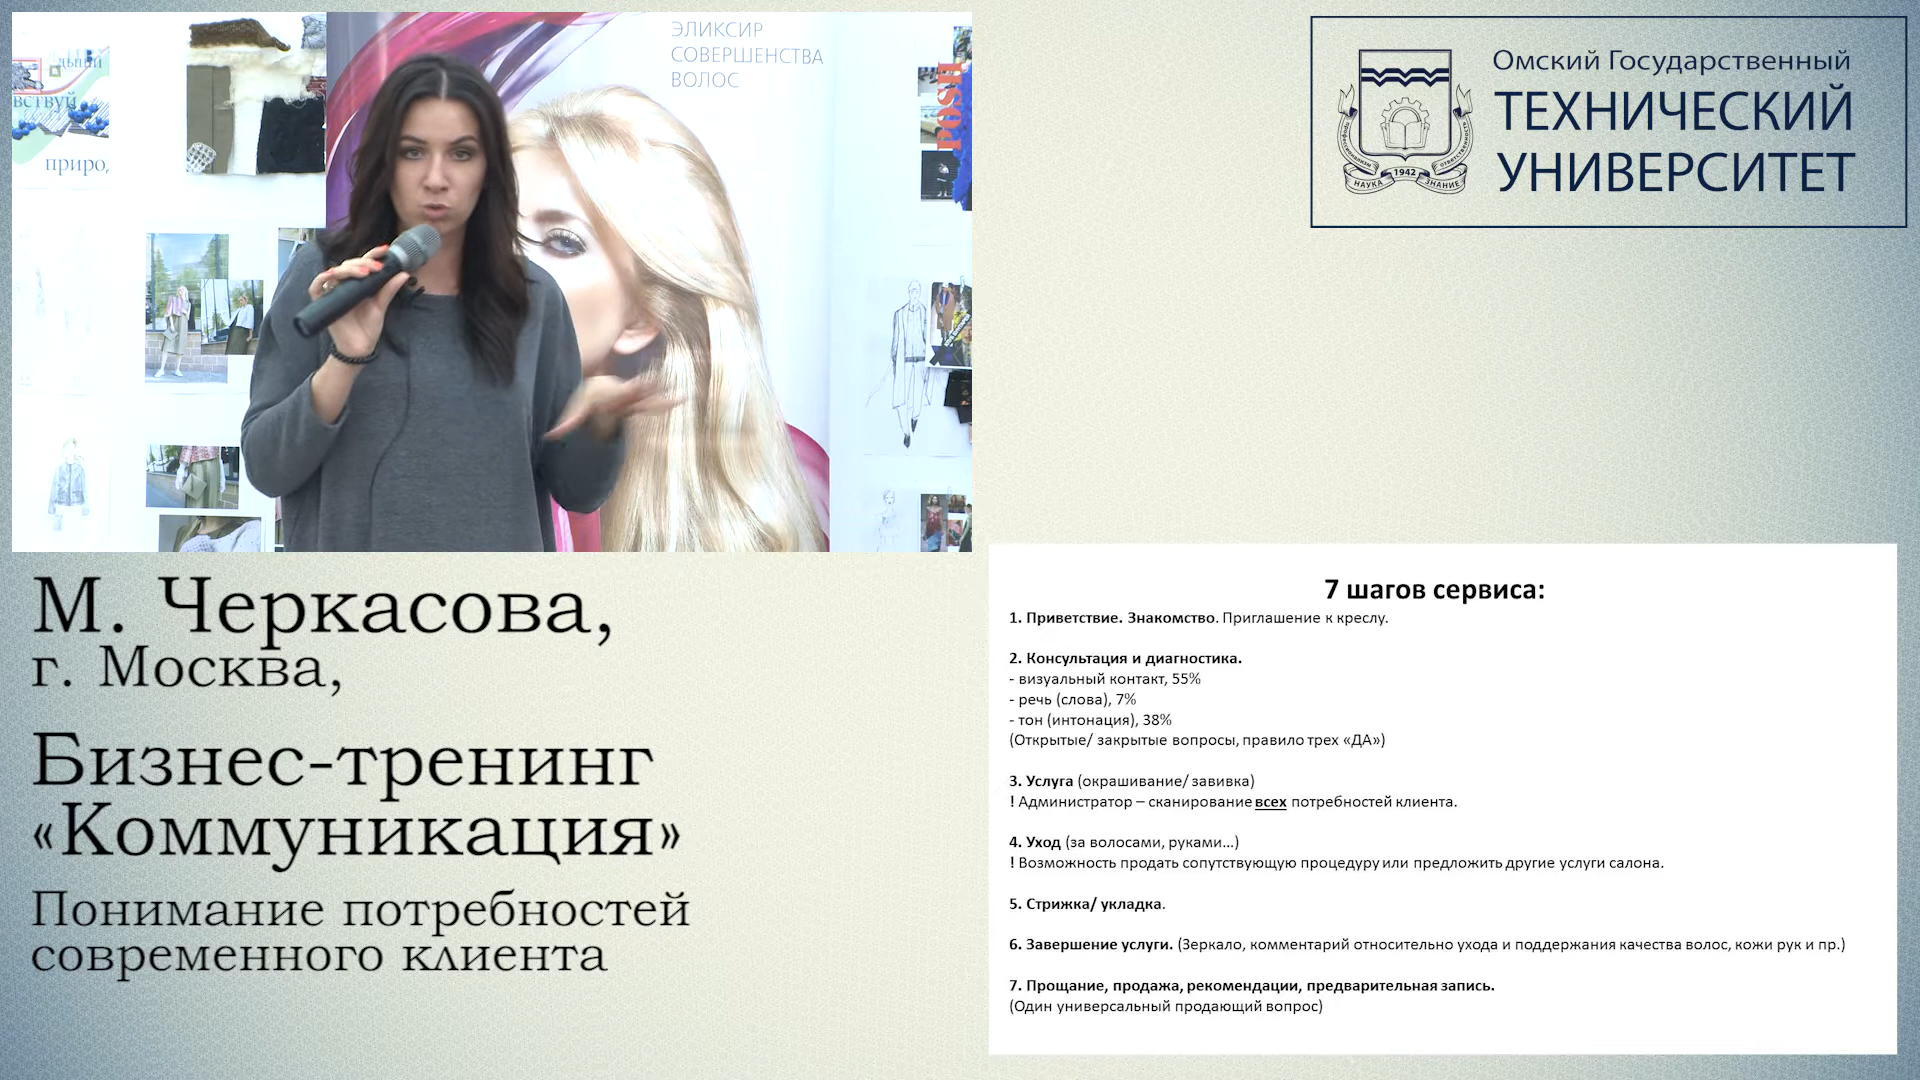 ЭЛИКСИР
СОВЕРШЕНСТВА
ВОЛОС
приро,
Омский Государственный
ТЕХНИЧЕСКИЙ
УНИВЕРСИТЕТ
НАУКА 1942 ЗНАНИЕ
М. Черкасова,
г. Москва,
Бизнес-тренинг
«Коммуникация»
Понимание потребностей
современного клиента
7 шагов сервиса:
1. Приветствие. Знакомство. Приглашение к креслу.
2. Консультация и диагностика.
- визуальный контакт, 55%
- речь (слова), 7%
- тон (интонация), 38%
(Открытые/ закрытые вопросы, правило трех «ДА»)
3. Услуга (окрашивание/ завивка)
! Администратор – сканирование всех потребностей клиента.
4. Уход (за волосами, руками...)
! Возможность продать сопутствующую процедуру или предложить другие услуги салона.
5. Стрижка/ укладка.
6. Завершение услуги. (Зеркало, комментарий относительно ухода и поддержания качества волос, кожи рук и пр.)
7. Прощание, продажа, рекомендации, предварительная запись.
(Один универсальный продающий вопрос)